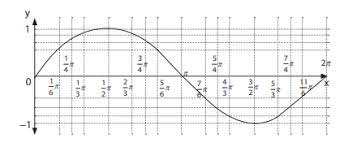 y
1
1/4 π 3/4 π π 5/4 π 7/4 π 2π
0 x
1/6 π 1/3 π 1/2 π 2/3 π 5/6 π 7/6 π 4/3 π 3/2 π 5/3 π 11/6 π
−1